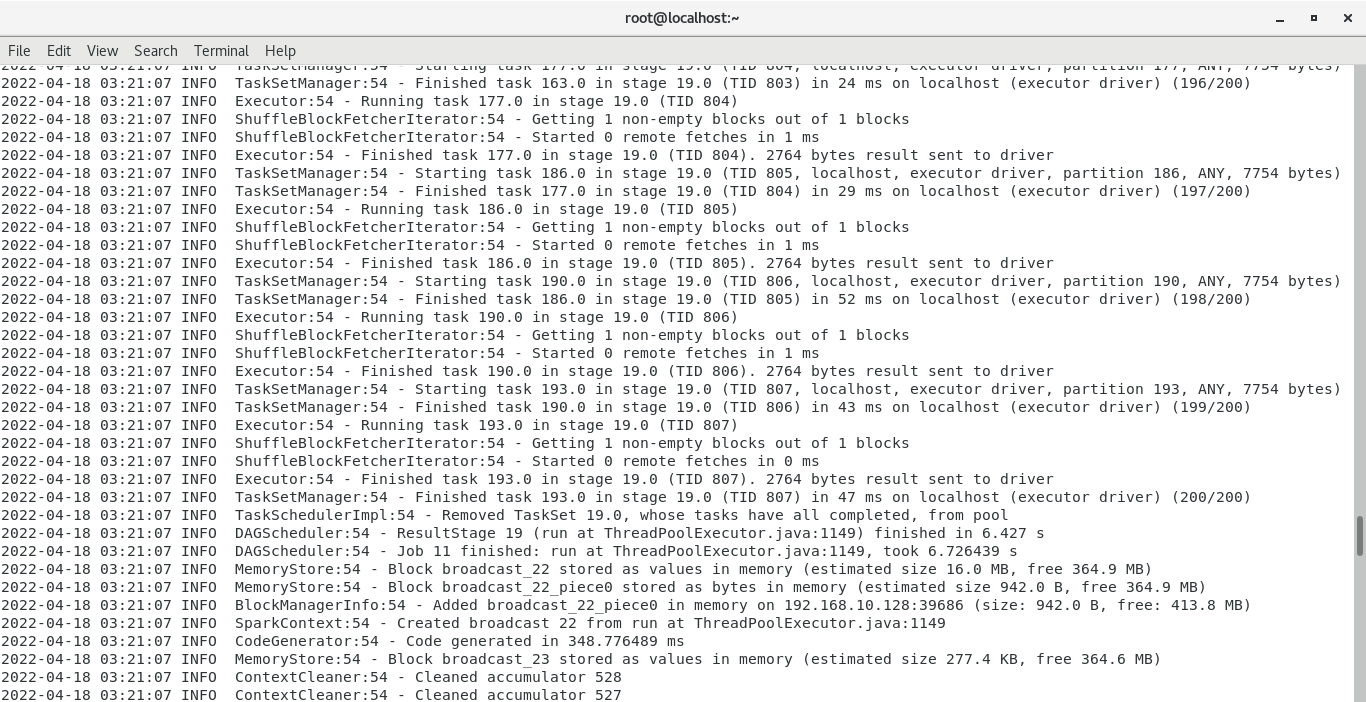 root@localhost:~
File Edit View Search Terminal Help
2022-04-18 03:21:07 INFO  TaskSetManager:54 - Starting task 177.0 in stage 19.0 (TID 804, localhost, executor driver, partition 177, ANY, 7754 bytes)
2022-04-18 03:21:07 INFO  TaskSetManager:54 - Finished task 163.0 in stage 19.0 (TID 803) in 24 ms on localhost (executor driver) (196/200)
2022-04-18 03:21:07 INFO  Executor:54 - Running task 177.0 in stage 19.0 (TID 804)
2022-04-18 03:21:07 INFO  ShuffleBlockFetcherIterator:54 - Getting 1 non-empty blocks out of 1 blocks
2022-04-18 03:21:07 INFO  ShuffleBlockFetcherIterator:54 - Started 0 remote fetches in 1 ms
2022-04-18 03:21:07 INFO  Executor:54 - Finished task 177.0 in stage 19.0 (TID 804). 2764 bytes result sent to driver
2022-04-18 03:21:07 INFO  TaskSetManager:54 - Starting task 186.0 in stage 19.0 (TID 805, localhost, executor driver, partition 186, ANY, 7754 bytes)
2022-04-18 03:21:07 INFO  TaskSetManager:54 - Finished task 177.0 in stage 19.0 (TID 804) in 29 ms on localhost (executor driver) (197/200)
2022-04-18 03:21:07 INFO  Executor:54 - Running task 186.0 in stage 19.0 (TID 805)
2022-04-18 03:21:07 INFO  ShuffleBlockFetcherIterator:54 - Getting 1 non-empty blocks out of 1 blocks
2022-04-18 03:21:07 INFO  ShuffleBlockFetcherIterator:54 - Started 0 remote fetches in 1 ms
2022-04-18 03:21:07 INFO  Executor:54 - Finished task 186.0 in stage 19.0 (TID 805). 2764 bytes result sent to driver
2022-04-18 03:21:07 INFO  TaskSetManager:54 - Starting task 190.0 in stage 19.0 (TID 806, localhost, executor driver, partition 190, ANY, 7754 bytes)
2022-04-18 03:21:07 INFO  TaskSetManager:54 - Finished task 186.0 in stage 19.0 (TID 805) in 52 ms on localhost (executor driver) (198/200)
2022-04-18 03:21:07 INFO  Executor:54 - Running task 190.0 in stage 19.0 (TID 806)
2022-04-18 03:21:07 INFO  ShuffleBlockFetcherIterator:54 - Getting 1 non-empty blocks out of 1 blocks
2022-04-18 03:21:07 INFO  ShuffleBlockFetcherIterator:54 - Started 0 remote fetches in 1 ms
2022-04-18 03:21:07 INFO  Executor:54 - Finished task 190.0 in stage 19.0 (TID 806). 2764 bytes result sent to driver
2022-04-18 03:21:07 INFO  TaskSetManager:54 - Starting task 193.0 in stage 19.0 (TID 807, localhost, executor driver, partition 193, ANY, 7754 bytes)
2022-04-18 03:21:07 INFO  TaskSetManager:54 - Finished task 190.0 in stage 19.0 (TID 806) in 43 ms on localhost (executor driver) (199/200)
2022-04-18 03:21:07 INFO  Executor:54 - Running task 193.0 in stage 19.0 (TID 807)
2022-04-18 03:21:07 INFO  ShuffleBlockFetcherIterator:54 - Getting 1 non-empty blocks out of 1 blocks
2022-04-18 03:21:07 INFO  ShuffleBlockFetcherIterator:54 - Started 0 remote fetches in 0 ms
2022-04-18 03:21:07 INFO  Executor:54 - Finished task 193.0 in stage 19.0 (TID 807). 2764 bytes result sent to driver
2022-04-18 03:21:07 INFO  TaskSetManager:54 - Finished task 193.0 in stage 19.0 (TID 807) in 47 ms on localhost (executor driver) (200/200)
2022-04-18 03:21:07 INFO  TaskSchedulerImpl:54 - Removed TaskSet 19.0, whose tasks have all completed, from pool
2022-04-18 03:21:07 INFO  DAGScheduler:54 - ResultStage 19 (run at ThreadPoolExecutor.java:1149) finished in 6.427 s
2022-04-18 03:21:07 INFO  DAGScheduler:54 - Job 11 finished: run at ThreadPoolExecutor.java:1149, took 6.726439 s
2022-04-18 03:21:07 INFO  MemoryStore:54 - Block broadcast_22 stored as values in memory (estimated size 16.0 MB, free 364.9 MB)
2022-04-18 03:21:07 INFO  MemoryStore:54 - Block broadcast_22_piece0 stored as bytes in memory (estimated size 942.0 B, free 364.9 MB)
2022-04-18 03:21:07 INFO  BlockManagerInfo:54 - Added broadcast_22_piece0 in memory on 192.168.10.128:39686 (size: 942.0 B, free: 413.8 MB)
2022-04-18 03:21:07 INFO  SparkContext:54 - Created broadcast 22 from run at ThreadPoolExecutor.java:1149
2022-04-18 03:21:07 INFO  CodeGenerator:54 - Code generated in 348.776489 ms
2022-04-18 03:21:07 INFO  MemoryStore:54 - Block broadcast_23 stored as values in memory (estimated size 277.4 KB, free 364.6 MB)
2022-04-18 03:21:07 INFO  ContextCleaner:54 - Cleaned accumulator 528
2022-04-18 03:21:07 INFO  ContextCleaner:54 - Cleaned accumulator 527